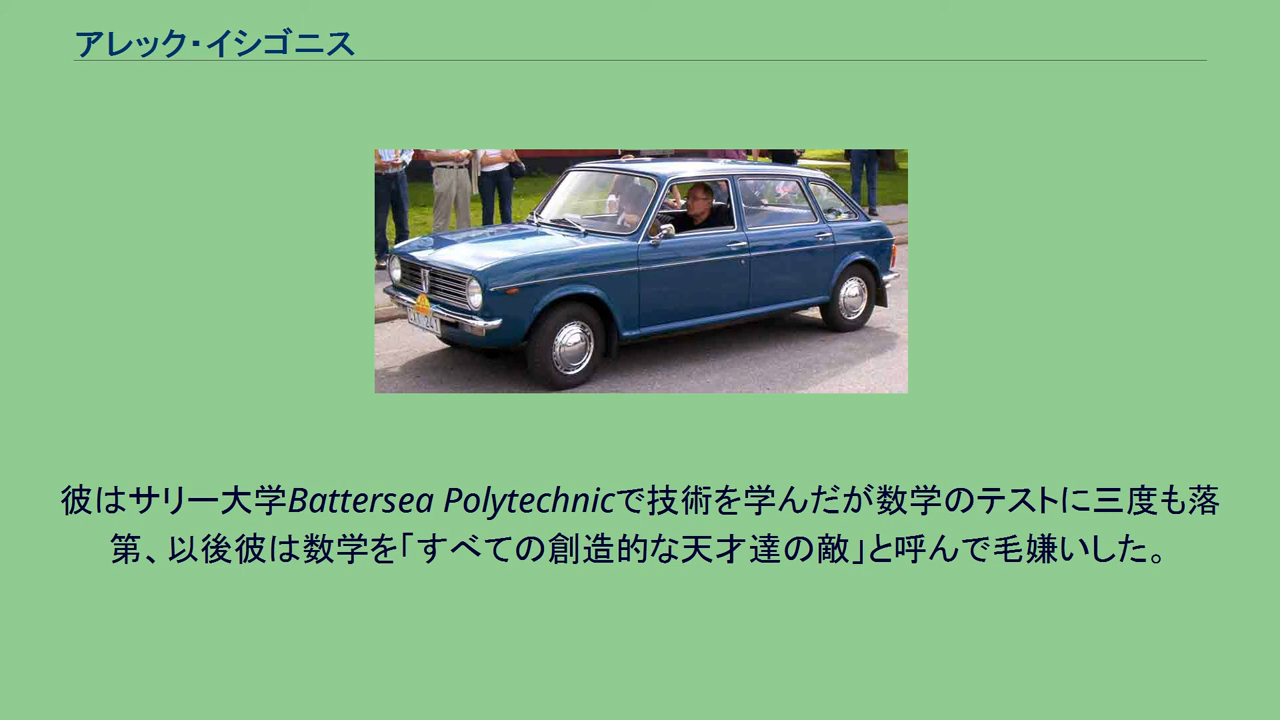 アレック・イシゴニス
彼はサリー大学Battersea Polytechnicで技術を学んだが数学のテストに三度も落
第、以後彼は数学を「すべての創造的な天才達の敵」と呼んで毛嫌いした。